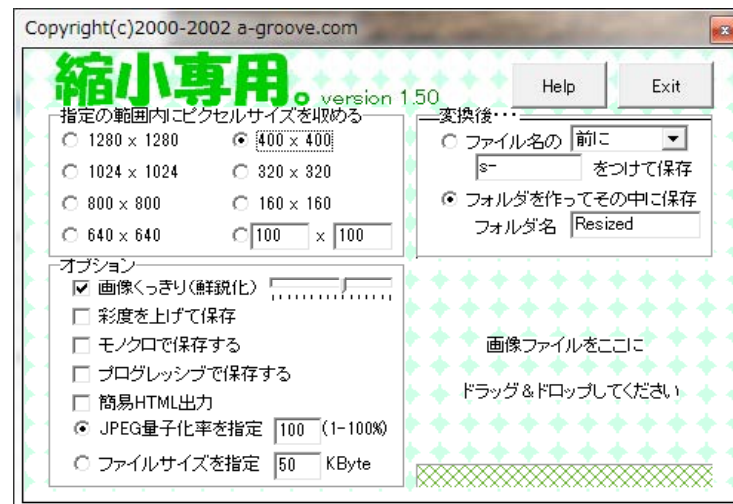 Copyright(c)2000-2002 a-groove.com
縮小専用。version 1.50
Help
Exit
指定の範囲内にピクセルサイズを収める
1280 x 1280
400 x 400
1024 x 1024
320 x 320
800 x 800
160 x 160
640 x 640
100 x 100
変換後・・・
ファイル名の 前に
s- をつけて保存
フォルダを作ってその中に保存
フォルダ名 Resized
オプション
画像くっきり(鮮鋭化)
彩度を上げて保存
モノクロで保存する
プログレッシブで保存する
簡易HTML出力
JPEG量子化率を指定 100 (1-100%)
ファイルサイズを指定 50 KByte
画像ファイルをここに
ドラッグ&ドロップしてください